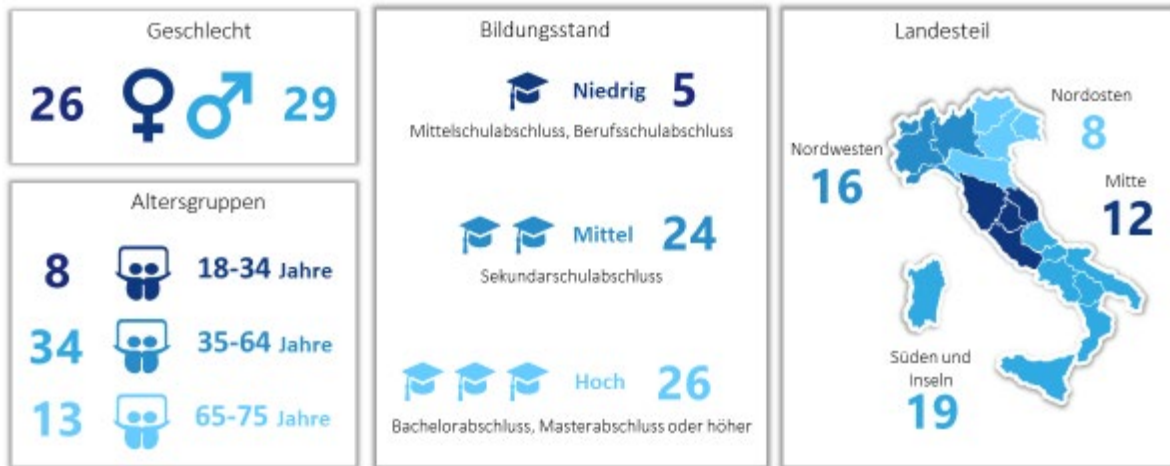 Geschlecht
26 29
Altersgruppen
8 18-34 Jahre
34 35-64 Jahre
13 65-75 Jahre
Bildungsstand
Niedrig 5
Mittelschulabschluss, Berufsschulabschluss
Mittel 24
Sekundarschulabschluss
Hoch 26
Bachelorabschluss, Masterabschluss oder höher
Landesteil
Nordosten
8
Nordwesten
16
Mitte
12
Süden und
Inseln
19